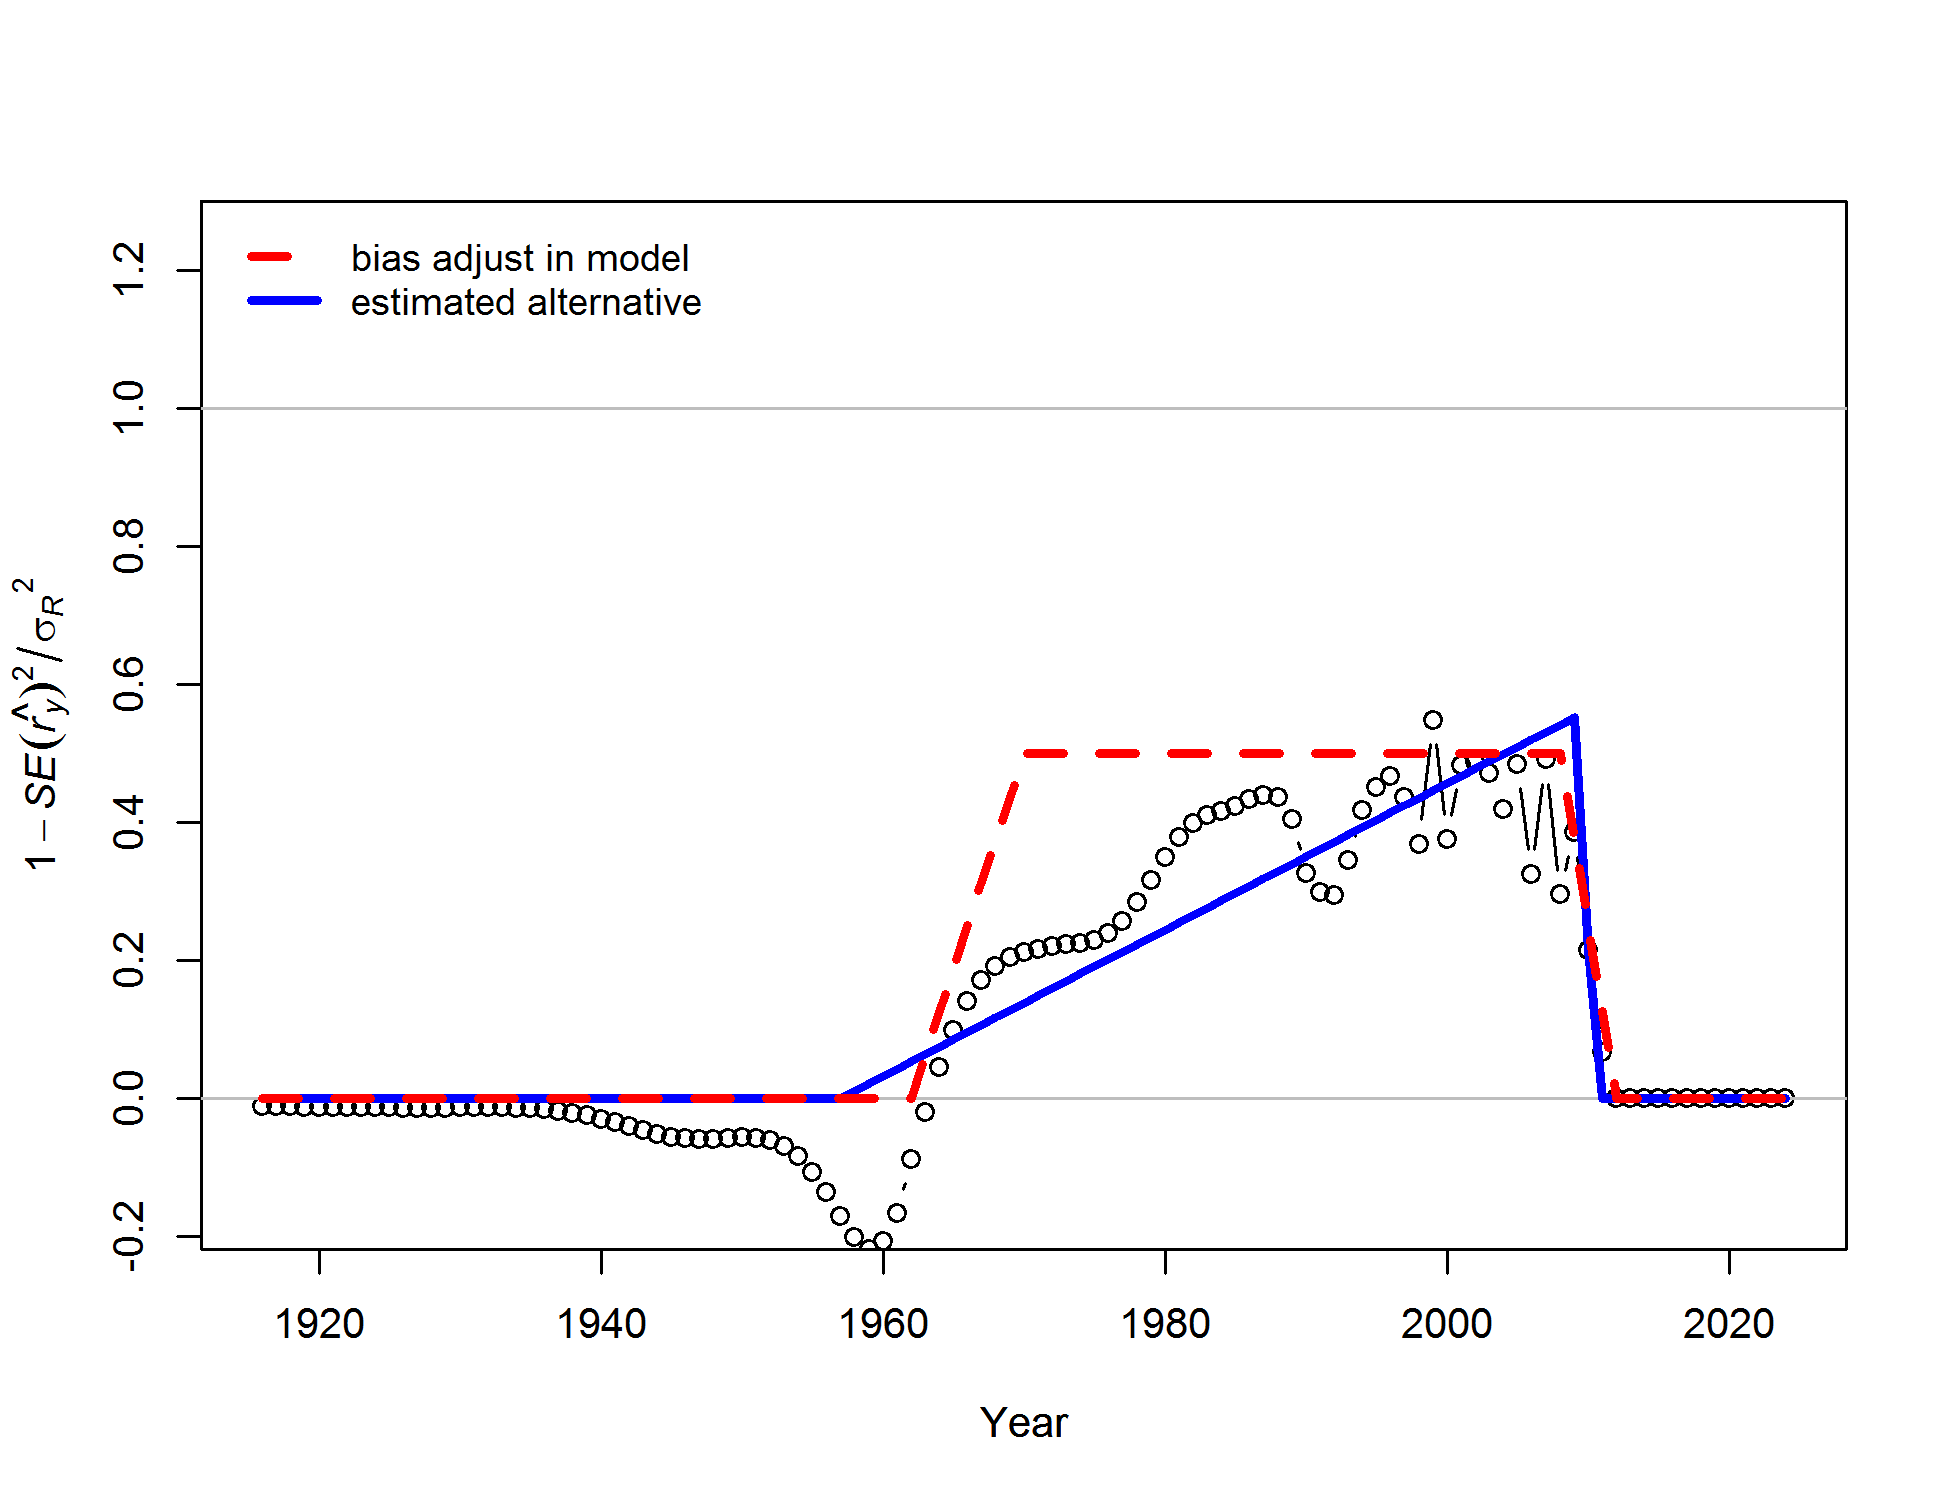 bias adjust in model
estimated alternative
1.2
1.0
0.8
0.6
0.4
0.2
0.0
-0.2
1 − SE(r̂y)² / σR²
1920 1940 1960 1980 2000 2020
Year